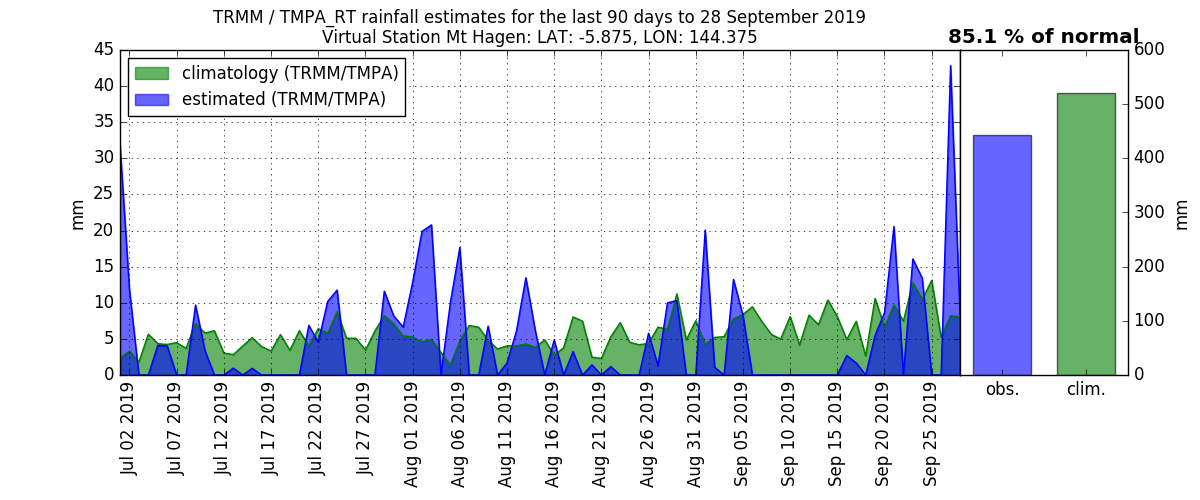 TRMM / TMPA_RT rainfall estimates for the last 90 days to 28 September 2019
Virtual Station Mt Hagen: LAT: -5.875, LON: 144.375
85.1 % of normal
climatology (TRMM/TMPA)
estimated (TRMM/TMPA)
mm
45
40
35
30
25
20
15
10
5
0
Jul 02 2019
Jul 07 2019
Jul 12 2019
Jul 17 2019
Jul 22 2019
Jul 27 2019
Aug 01 2019
Aug 06 2019
Aug 11 2019
Aug 16 2019
Aug 21 2019
Aug 26 2019
Aug 31 2019
Sep 05 2019
Sep 10 2019
Sep 15 2019
Sep 20 2019
Sep 25 2019
obs.
clim.
600
500
400
300
200
100
0
mm